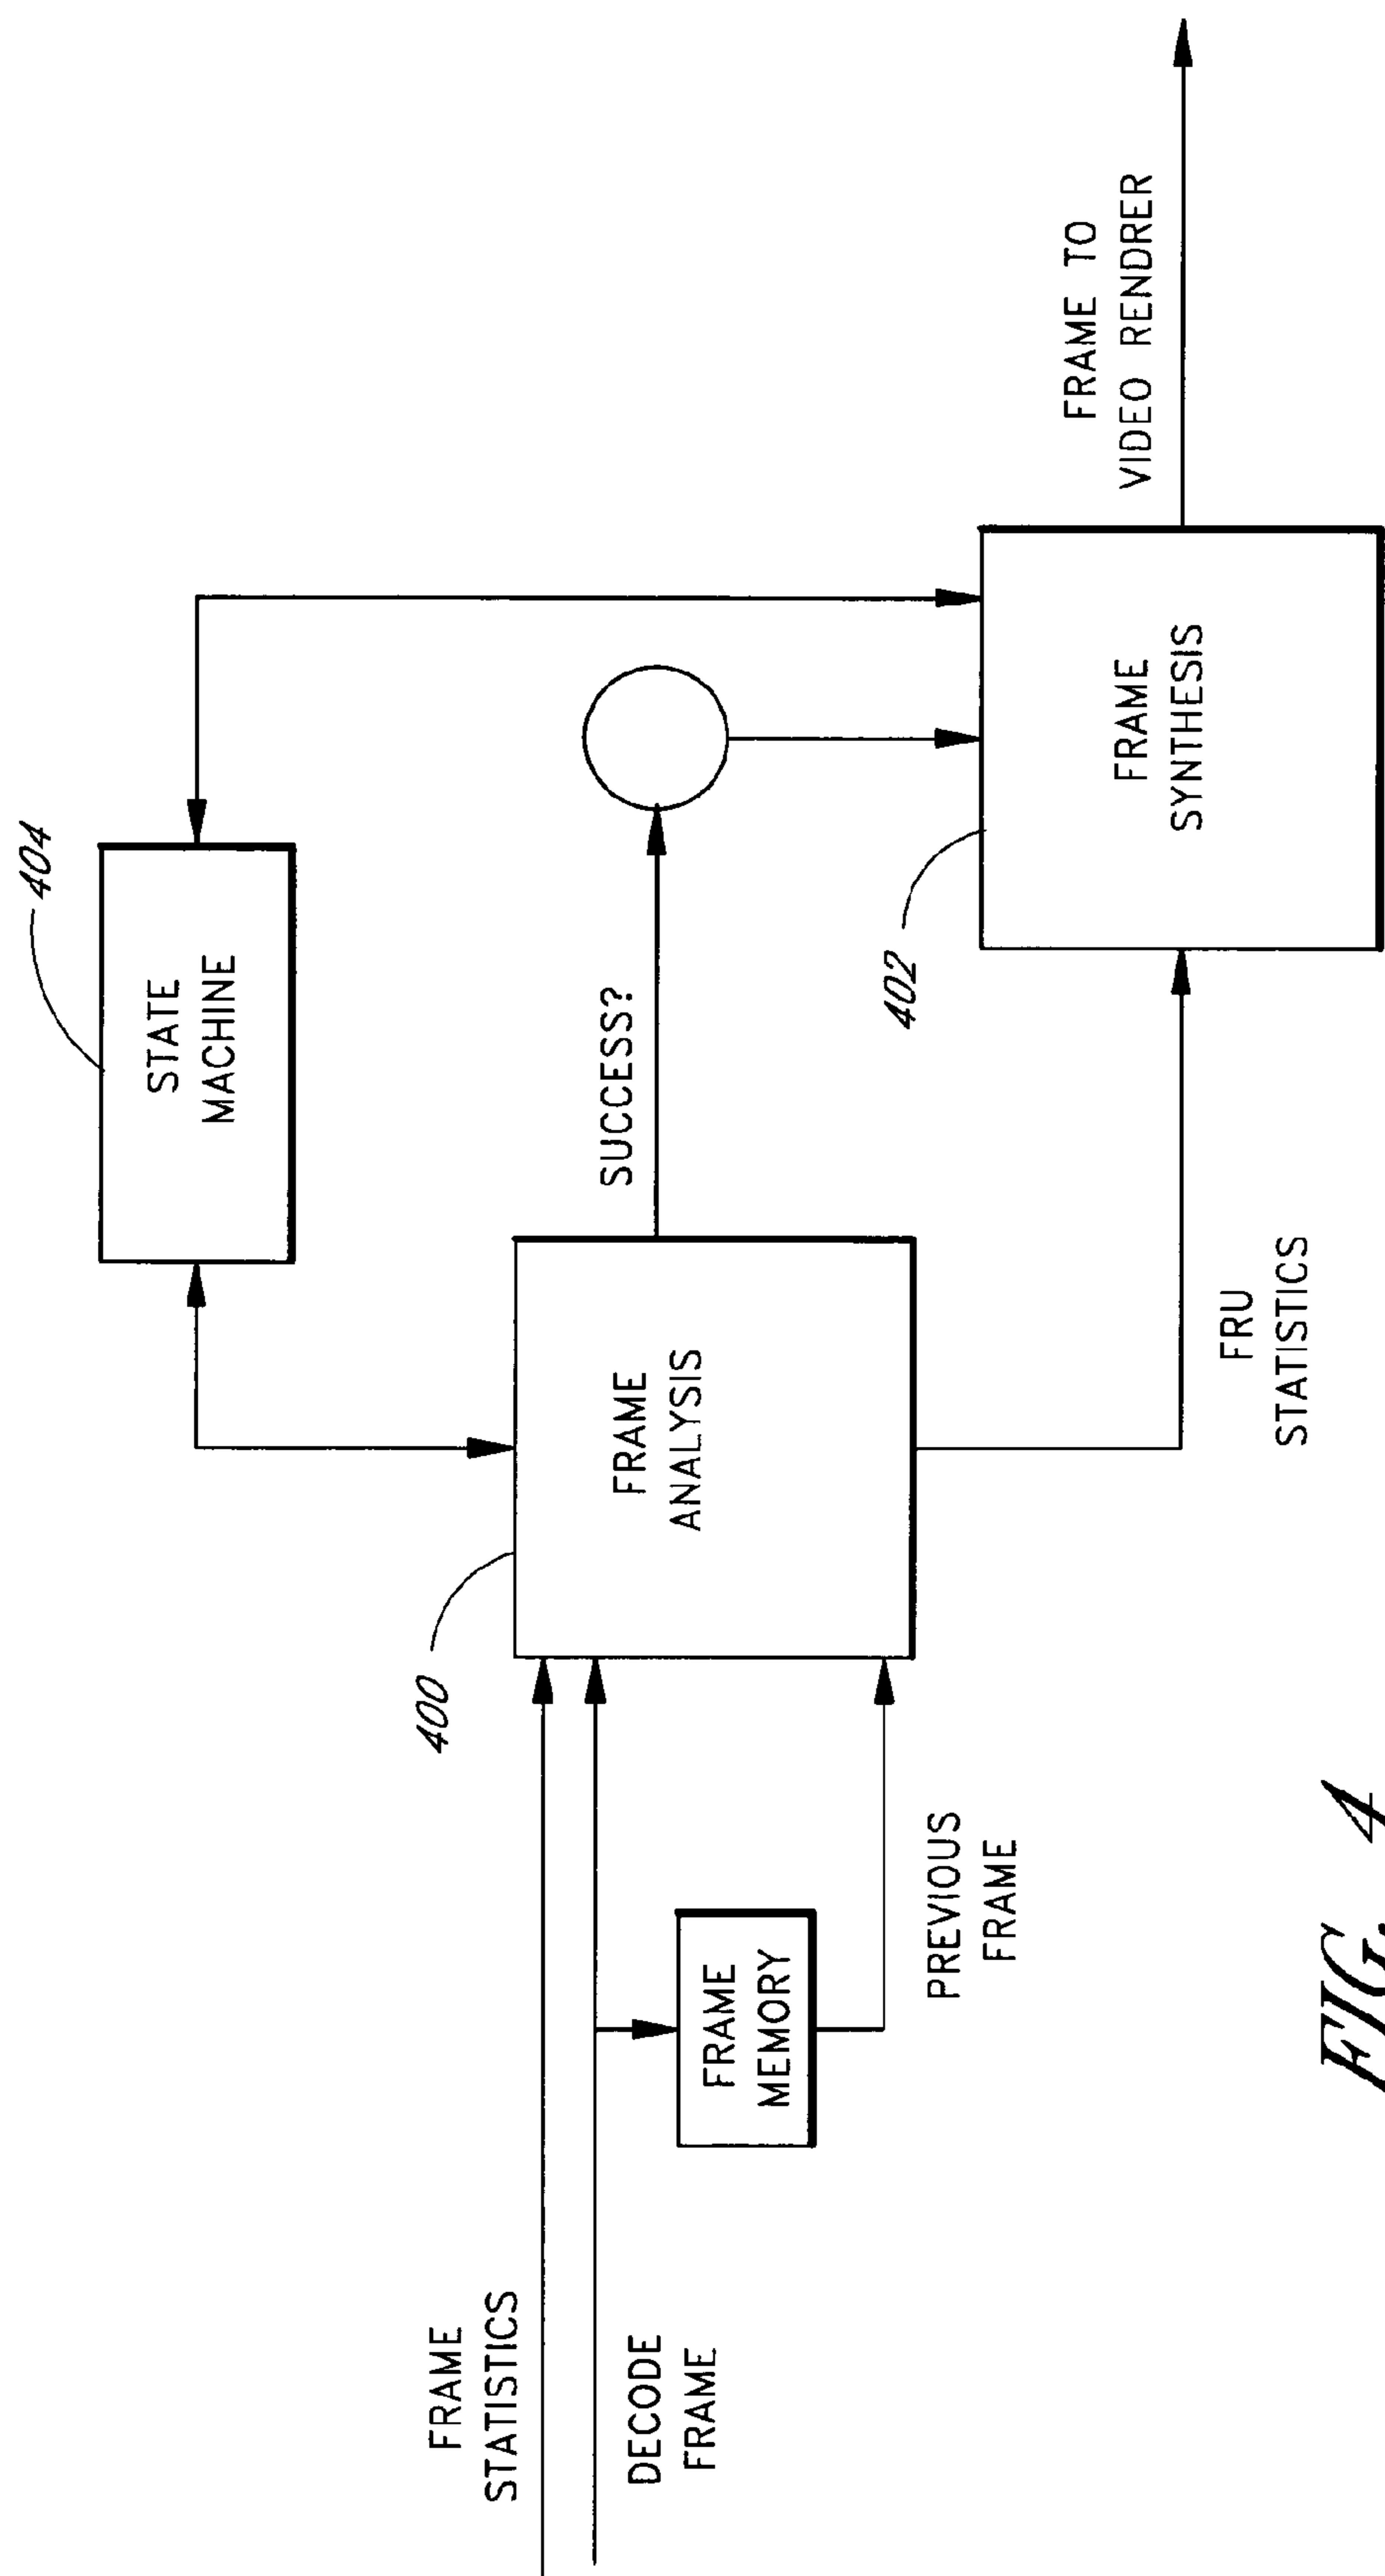 404
STATE
MACHINE
SUCCESS?
FRAME TO
VIDEO RENDRER
400
FRAME
ANALYSIS
402
FRAME
SYNTHESIS
FRAME
STATISTICS
DECODE
FRAME
FRAME
MEMORY
PREVIOUS
FRAME
FRU
STATISTICS
FIG. 4